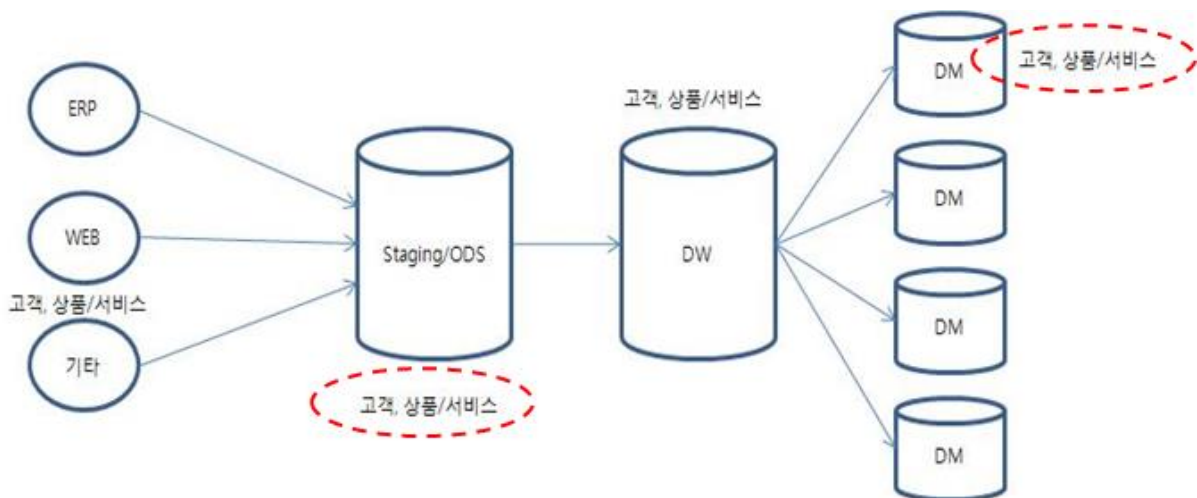 ERP
WEB
고객, 상품/서비스
기타
Staging/ODS
고객, 상품/서비스
고객, 상품/서비스
DW
DM
고객, 상품/서비스
DM
DM
DM